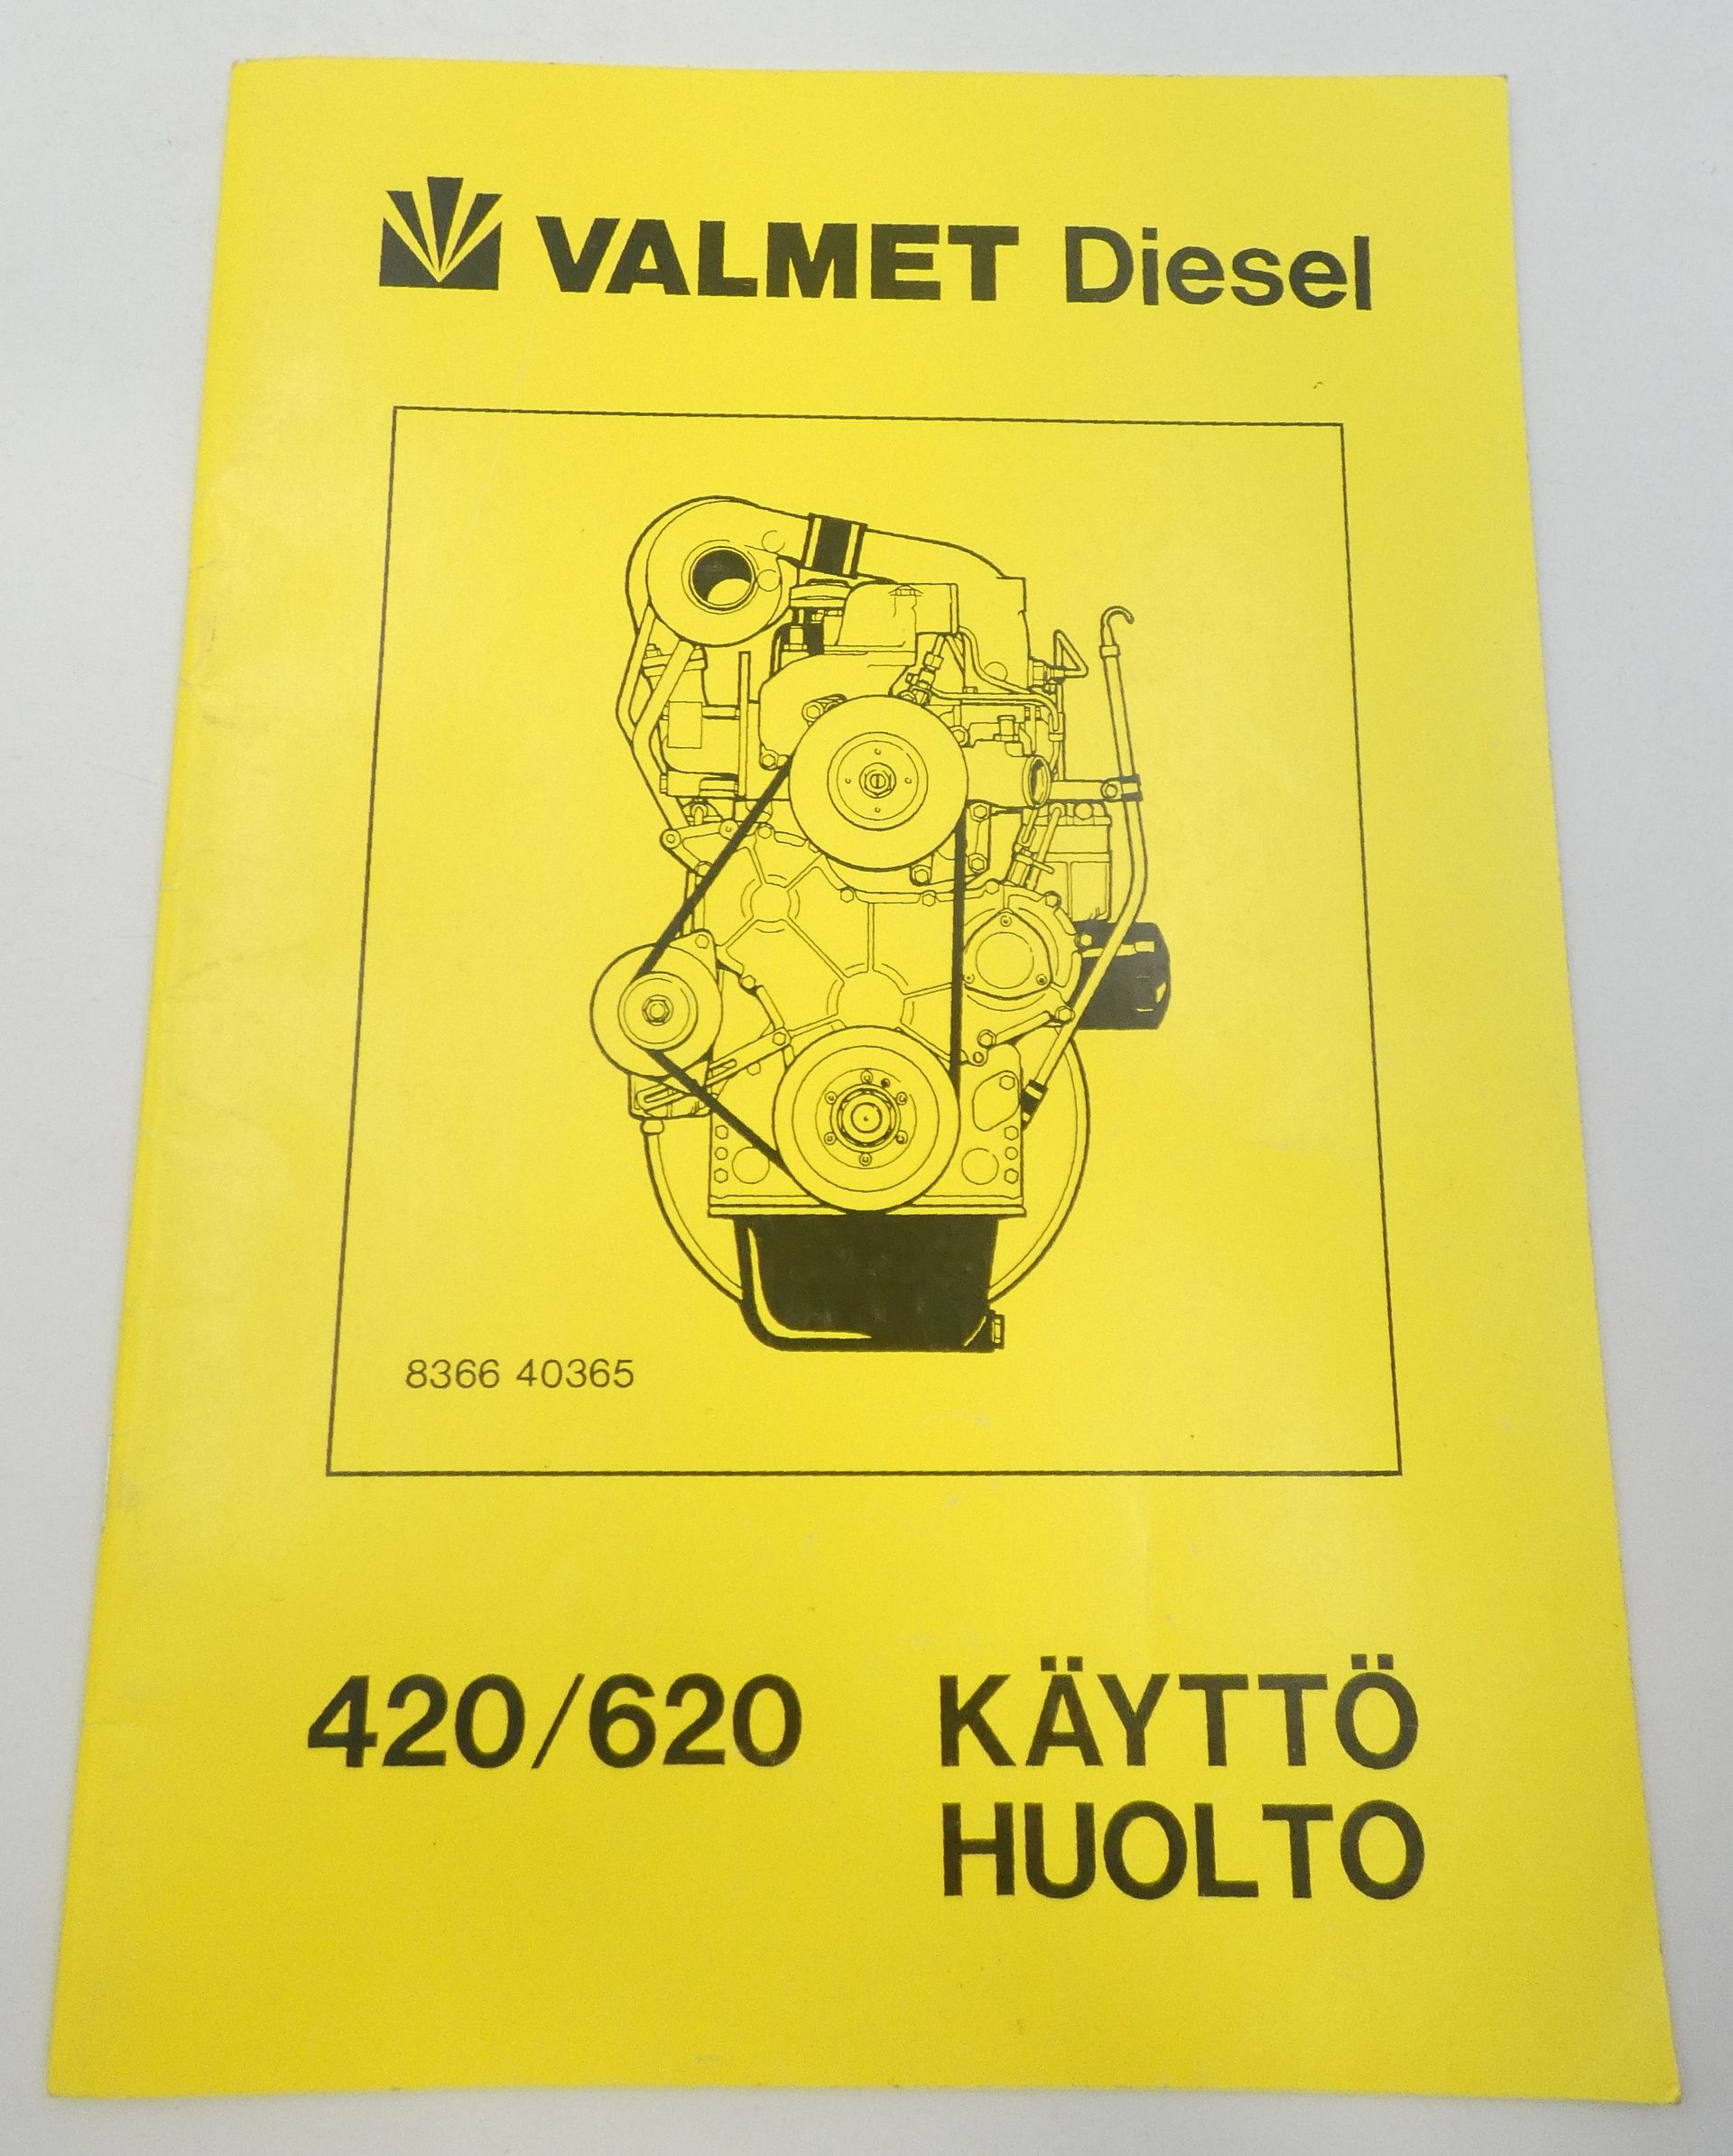 VALMET Diesel
8366 40365
420/620 KÄYTTÖ
HUOLTO